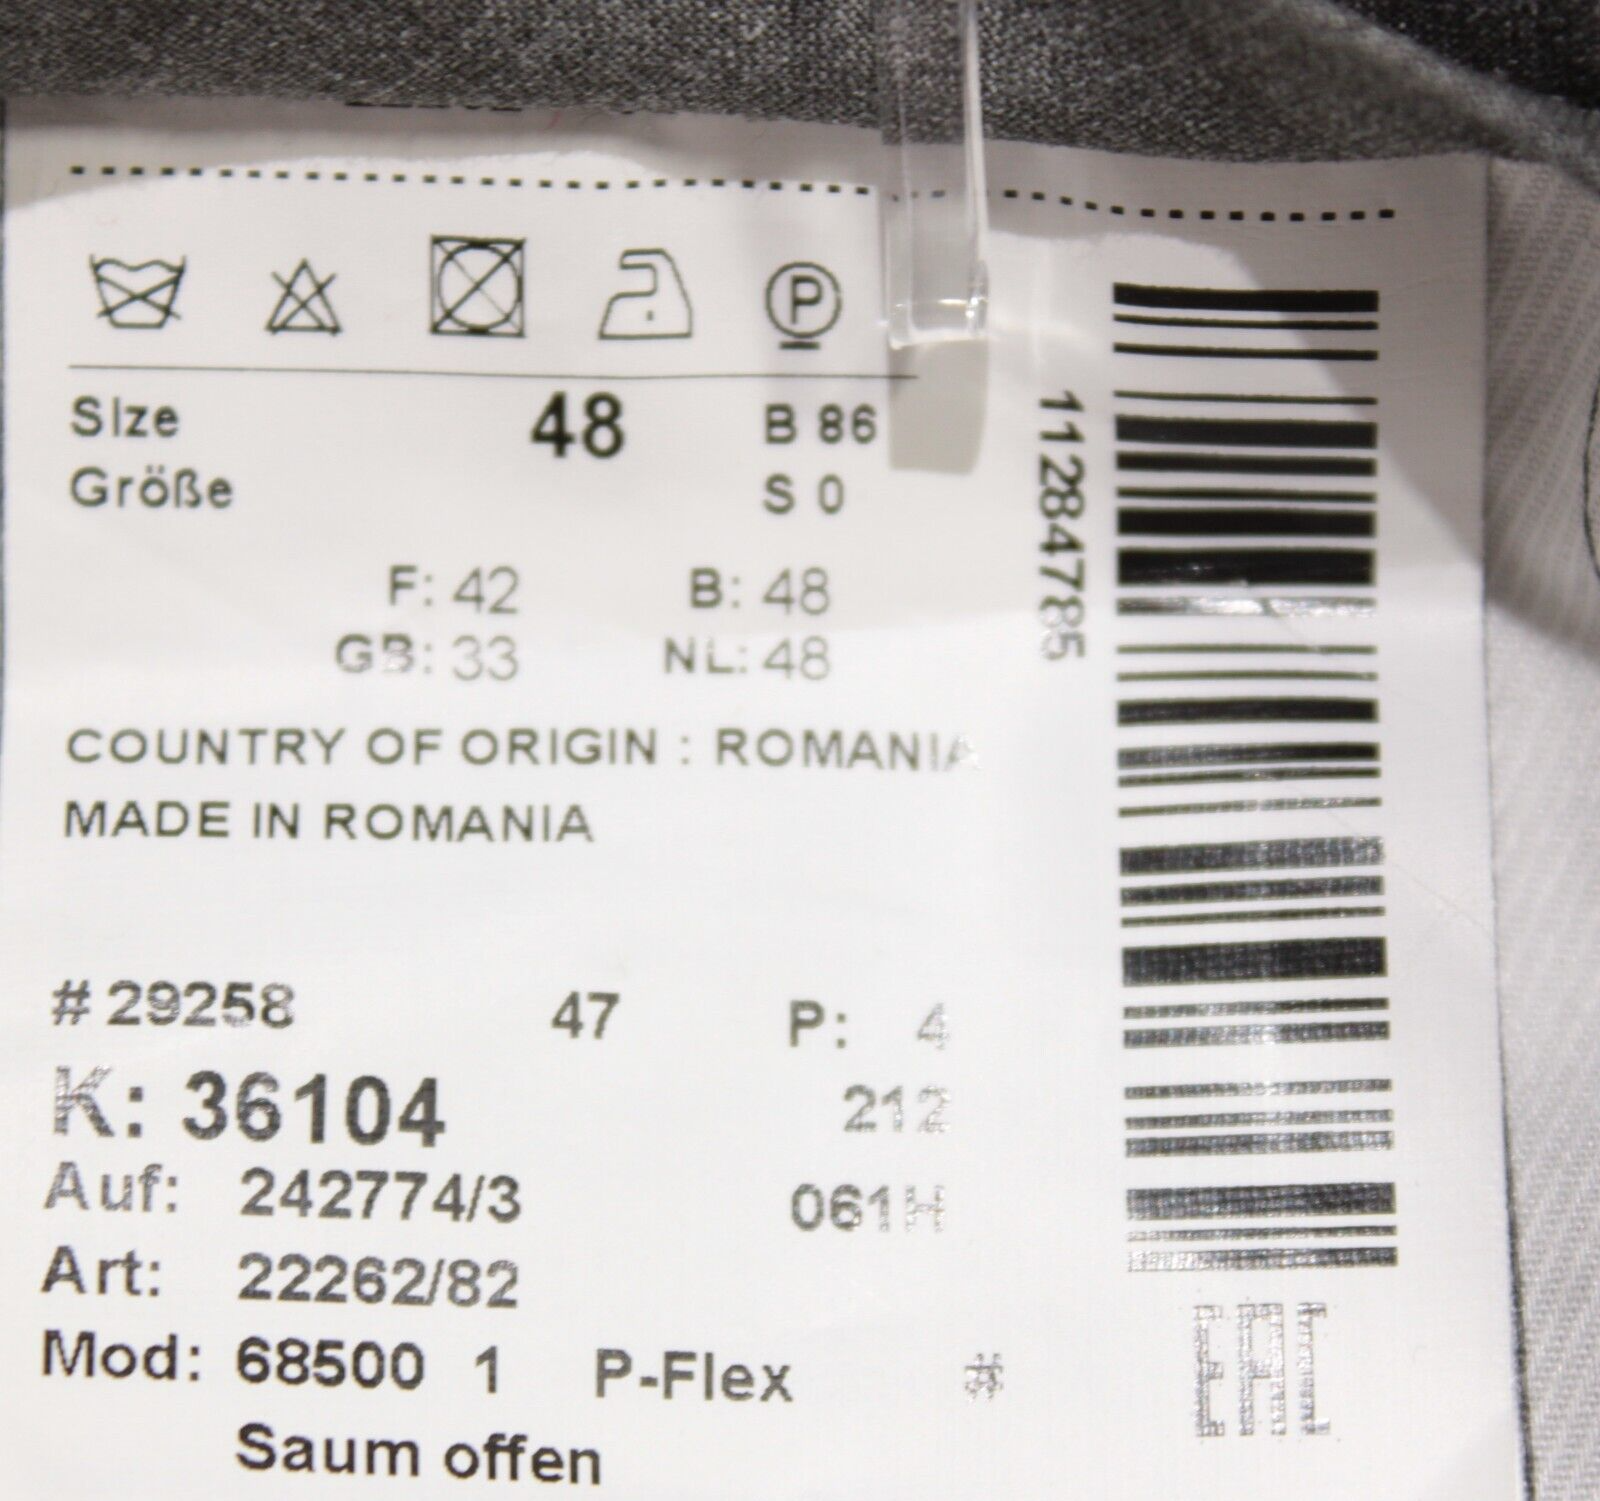 Size 48 B 86
Größe S 0
F: 42 B: 48
GB: 33 NL: 48
COUNTRY OF ORIGIN : ROMANIA
MADE IN ROMANIA
#29258 47 P: 4
K: 36104 212
Auf: 242774/3 061H
Art: 22262/82
Mod: 68500 1 P-Flex #
Saum offen
11284785
EAC
P